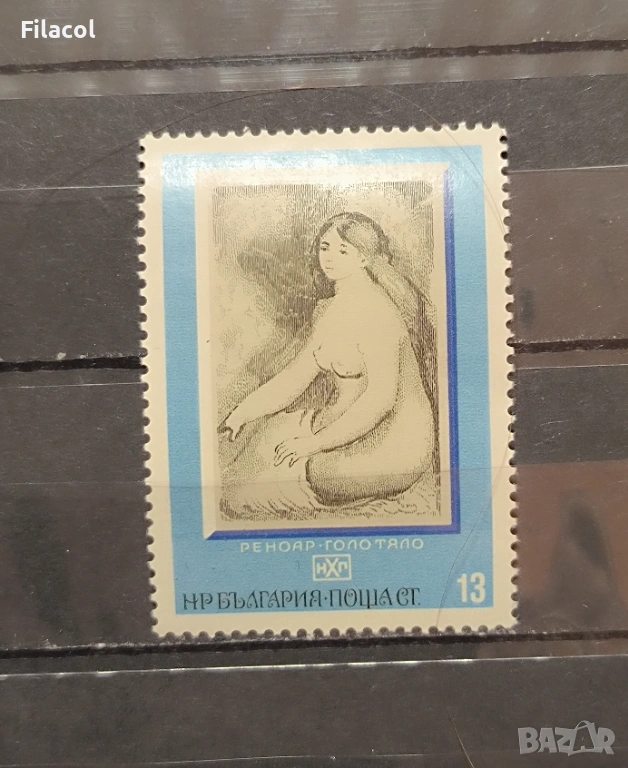 Filacol
РЕНОАР·ГОЛО ТЯЛО
НХГ
НР БЪЛГАРИЯ·ПОЩА СТ. 13
BAZAR